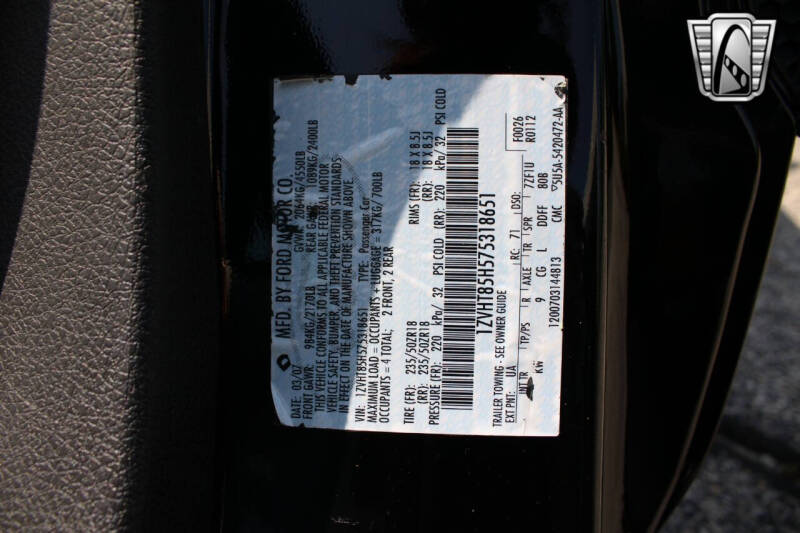 MFD. BY FORD MOTOR CO.
DATE: 03/07 GVWR: 2064KG/4550LB
FRONT GAWR: 984KG/2170LB REAR GAWR: 1089KG/2400LB
THIS VEHICLE CONFORMS TO ALL APPLICABLE FEDERAL MOTOR
VEHICLE SAFETY, BUMPER, AND THEFT PREVENTION STANDARDS
IN EFFECT ON THE DATE OF MANUFACTURE SHOWN ABOVE.
VIN: 1ZVHT85H575318651 TYPE: Passenger Car
MAXIMUM LOAD = OCCUPANTS + LUGGAGE = 317KG/ 700LB
OCCUPANTS = 4 TOTAL; 2 FRONT, 2 REAR
TIRE (FR): 235/50ZR18 RIMS (FR): 18 X 8.5J
(RR): 235/50ZR18 (RR): 18 X 8.5J
PRESSURE (FR): 220 kPa/ 32 PSI COLD (RR): 220 kPa/ 32 PSI COLD
1ZVHT85H575318651
TRAILER TOWING - SEE OWNER GUIDE F0026
EXT PNT: UA RC: 71 DSO: R0112
INT TR TP/PS R AXLE TR SPR 7ZF1U
KW 9 CG L DDFF BOB
1200703144813 CMC 5U5A-5420472-AA